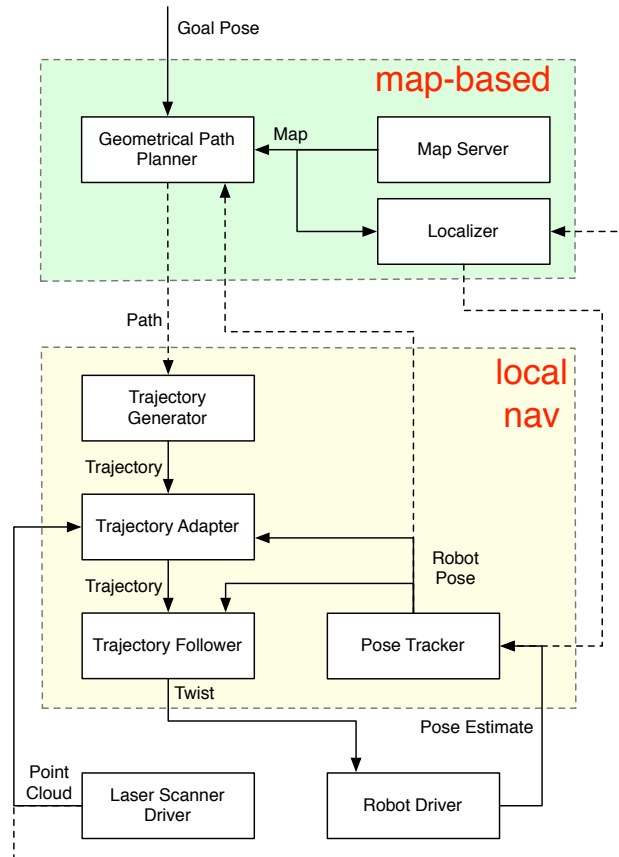 Goal Pose
map-based
Geometrical Path
Planner
Map
Map Server
Localizer
Path
local
nav
Trajectory
Generator
Trajectory
Trajectory Adapter
Robot
Pose
Trajectory
Trajectory Follower
Pose Tracker
Twist
Pose Estimate
Point
Cloud
Laser Scanner
Driver
Robot Driver